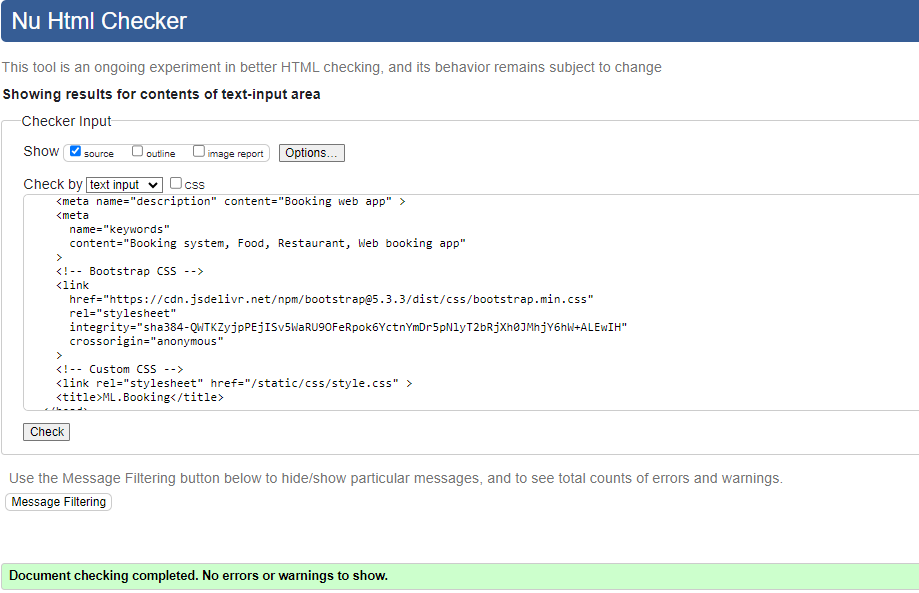 Nu Html Checker
This tool is an ongoing experiment in better HTML checking, and its behavior remains subject to change
Showing results for contents of text-input area
Checker Input
Show source outline image report Options...
Check by text input css
<meta name="description" content="Booking web app" >
<meta
name="keywords"
content="Booking system, Food, Restaurant, Web booking app"
>
<!-- Bootstrap CSS -->
<link
href="https://cdn.jsdelivr.net/npm/bootstrap@5.3.3/dist/css/bootstrap.min.css"
rel="stylesheet"
integrity="sha384-QWTKZyjpPEjISv5WaRU9OFeRpok6YctnYmDr5pNlyT2bRjXh0JMhjY6hW+ALEwIH"
crossorigin="anonymous"
>
<!-- Custom CSS -->
<link rel="stylesheet" href="/static/css/style.css" >
<title>ML.Booking</title>
</head>
Check
Use the Message Filtering button below to hide/show particular messages, and to see total counts of errors and warnings.
Message Filtering
Document checking completed. No errors or warnings to show.